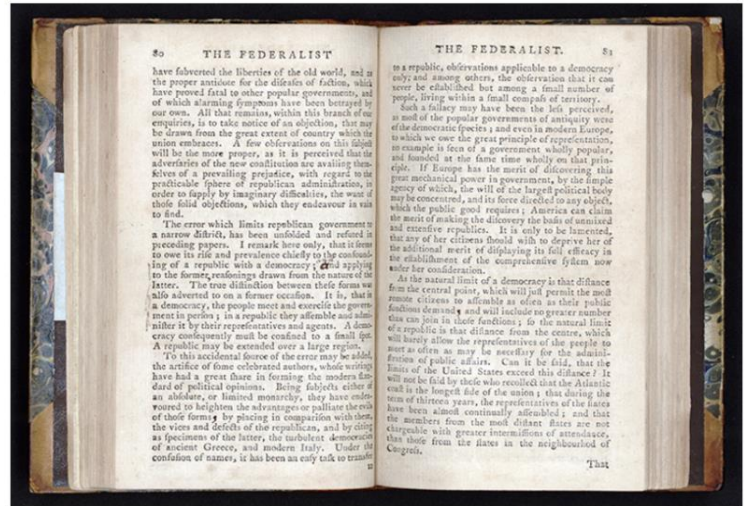 80 THE FEDERALIST
have ſubverted the liberties of the old world, and as
the proper antidote for the diſeaſes of faction, which
have proved fatal to other popular governments, and
of which alarming ſymptoms have been betrayed by
our own. All that remains, within this branch of our
enquiries, is to take notice of an objection, that may
be drawn from the great extent of country which the
union embraces. A few obſervations on this ſubject
will be the more proper, as it is perceived that the
adverſaries of the new conſtitution are availing them-
ſelves of a prevailing prejudice, with regard to the
practicable ſphere of republican adminiſtration, in
order to ſupply by imaginary difficulties, the want of
thoſe ſolid objections, which they endeavour in vain
to find.
The error which limits republican government to
a narrow diſtrict, has been unfolded and refuted in
preceding papers. I remark here only, that it ſeems
to owe its riſe and prevalence chiefly to the confound-
ing of a republic with a democracy; and applying
to the former, reaſonings drawn from the nature of the
latter. The true diſtinction between theſe forms was
alſo adverted to on a former occaſion. It is, that in
a democracy, the people meet and exerciſe the govern-
ment in perſon; in a republic they aſſemble and admi-
niſter it by their repreſentatives and agents. A demo-
cracy conſequently muſt be confined to a ſmall ſpot.
A republic may be extended over a large region.
To this accidental ſource of the error may be added,
the artifice of ſome celebrated authors, whoſe writings
have had a great ſhare in forming the modern ſtan-
dard of political opinions. Being ſubjects either of
an abſolute, or limited monarchy, they have endea-
voured to heighten the advantages or palliate the evils
of thoſe forms, by placing in compariſon with them,
the vices and defects of the republican, and by citing
as ſpecimens of the latter, the turbulent democracies
of ancient Greece, and modern Italy. Under the
confuſion of names, it has been an eaſy taſk to transfer
to
THE FEDERALIST. 81
to a republic, obſervations applicable to a democracy
only; and among others, the obſervation that it can
never be eſtabliſhed but among a ſmall number of
people, living within a ſmall compaſs of territory.
Such a fallacy may have been the leſs perceived,
as moſt of the popular governments of antiquity were
of the democratic ſpecies; and even in modern Europe,
to which we owe the great principle of repreſentation,
no example is ſeen of a government wholly popular,
and founded at the ſame time wholly on that prin-
ciple. If Europe has the merit of diſcovering this
great mechanical power in government, by the ſimple
agency of which, the will of the largeſt political body
may be concentred, and its force directed to any object,
which the public good requires; America can claim
the merit of making the diſcovery the baſis of unmixed
and extenſive republics. It is only to be lamented,
that any of her citizens ſhould wiſh to deprive her of
the additional merit of diſplaying its full efficacy in
the eſtabliſhment of the comprehenſive ſyſtem now
under her conſideration.
As the natural limit of a democracy is that diſtance
from the central point, which will juſt permit the moſt
remote citizens to aſſemble as often as their public
functions demand, and will include no greater number
than can join in thoſe functions; ſo the natural limit
of a republic is that diſtance from the centre, which
will barely allow the repreſentatives of the people to
meet as often as may be neceſſary for the admini-
ſtration of public affairs. Can it be ſaid, that the
limits of the United States exceed this diſtance? It
will not be ſaid by thoſe who recollect that the Atlantic
coaſt is the longeſt ſide of the union; that during the
term of thirteen years, the repreſentatives of the ſtates
have been almoſt continually aſſembled; and that
the members from the moſt diſtant ſtates are not
chargeable with greater intermiſſions of attendance,
than thoſe from the ſtates in the neighbourhood of
Congreſs.
That